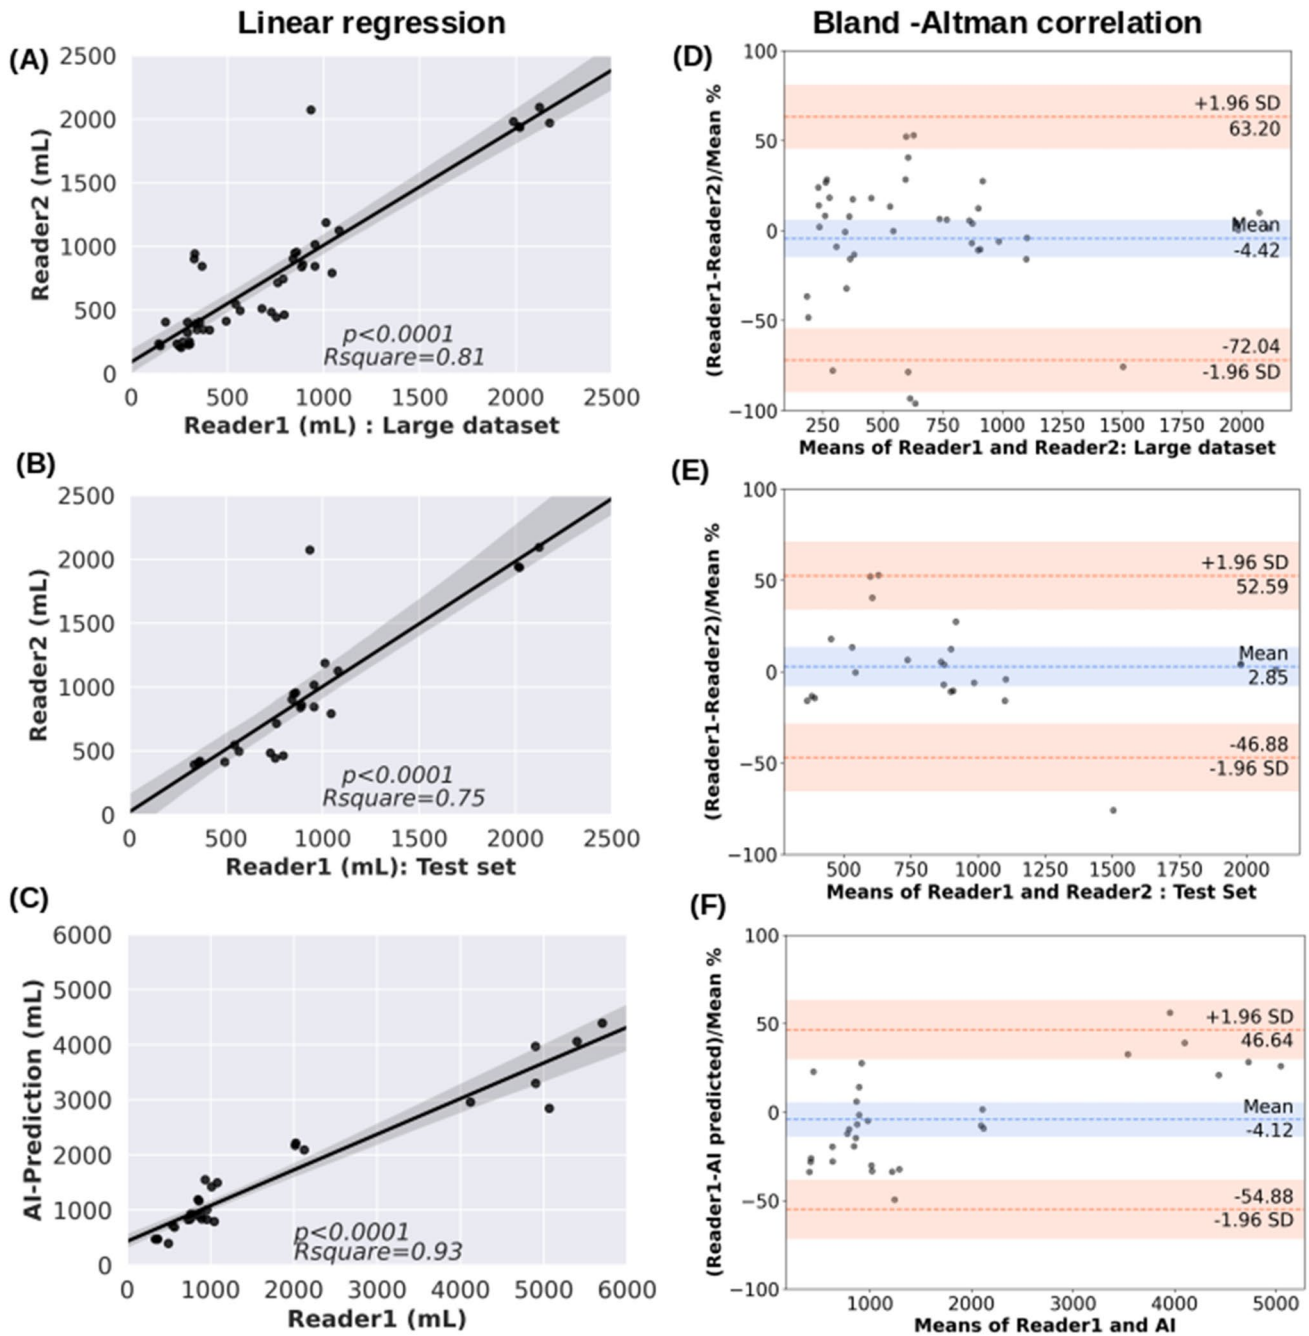 Linear regression
Bland -Altman correlation
(A)
2500
2000
1500
1000
500
0
Reader2 (mL)
p<0.0001
Rsquare=0.81
0 500 1000 1500 2000 2500
Reader1 (mL) : Large dataset
(D)
100
50
0
−50
−100
(Reader1-Reader2)/Mean %
+1.96 SD
63.20
Mean
-4.42
-72.04
-1.96 SD
250 500 750 1000 1250 1500 1750 2000
Means of Reader1 and Reader2: Large dataset
(B)
2500
2000
1500
1000
500
0
Reader2 (mL)
p<0.0001
Rsquare=0.75
0 500 1000 1500 2000 2500
Reader1 (mL): Test set
(E)
100
50
0
−50
−100
(Reader1-Reader2)/Mean %
+1.96 SD
52.59
Mean
2.85
-46.88
-1.96 SD
500 750 1000 1250 1500 1750 2000
Means of Reader1 and Reader2 : Test Set
(C)
6000
5000
4000
3000
2000
1000
0
AI-Prediction (mL)
p<0.0001
Rsquare=0.93
0 1000 2000 3000 4000 5000 6000
Reader1 (mL)
(F)
100
50
0
−50
−100
(Reader1-AI predicted)/Mean %
+1.96 SD
46.64
Mean
-4.12
-54.88
-1.96 SD
1000 2000 3000 4000 5000
Means of Reader1 and AI